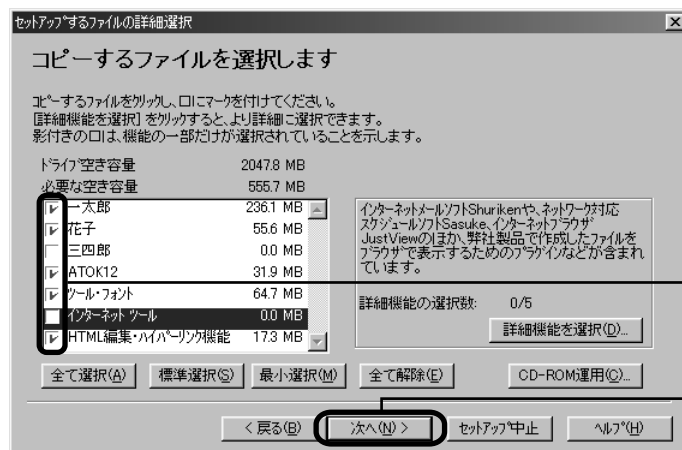 セットアップするファイルの詳細選択
コピーするファイルを選択します
コピーするファイルをクリックし、□にマークを付けてください。
[詳細機能を選択] をクリックすると、より詳細に選択できます。
影付きの□は、機能の一部だけが選択されていることを示します。
ドライブ空き容量 2047.8 MB
必要な空き容量 555.7 MB
一太郎 236.1 MB
花子 55.6 MB
三四郎 0.0 MB
ATOK12 31.9 MB
ツール・フォント 64.7 MB
インターネット ツール 0.0 MB
HTML編集・ハイパーリンク機能 17.3 MB
インターネットメールソフトShurikenや、ネットワーク対応
スケジュールソフトSasuke、インターネットブラウザ
JustViewのほか、弊社製品で作成したファイルを
ブラウザで表示するためのプラグインなどが含まれ
ています。
詳細機能の選択数: 0/5
詳細機能を選択(D)...
全て選択(A) 標準選択(S) 最小選択(M) 全て解除(E) CD-ROM運用(C)...
< 戻る(B) 次へ(N) > セットアップ中止 ヘルプ(H)